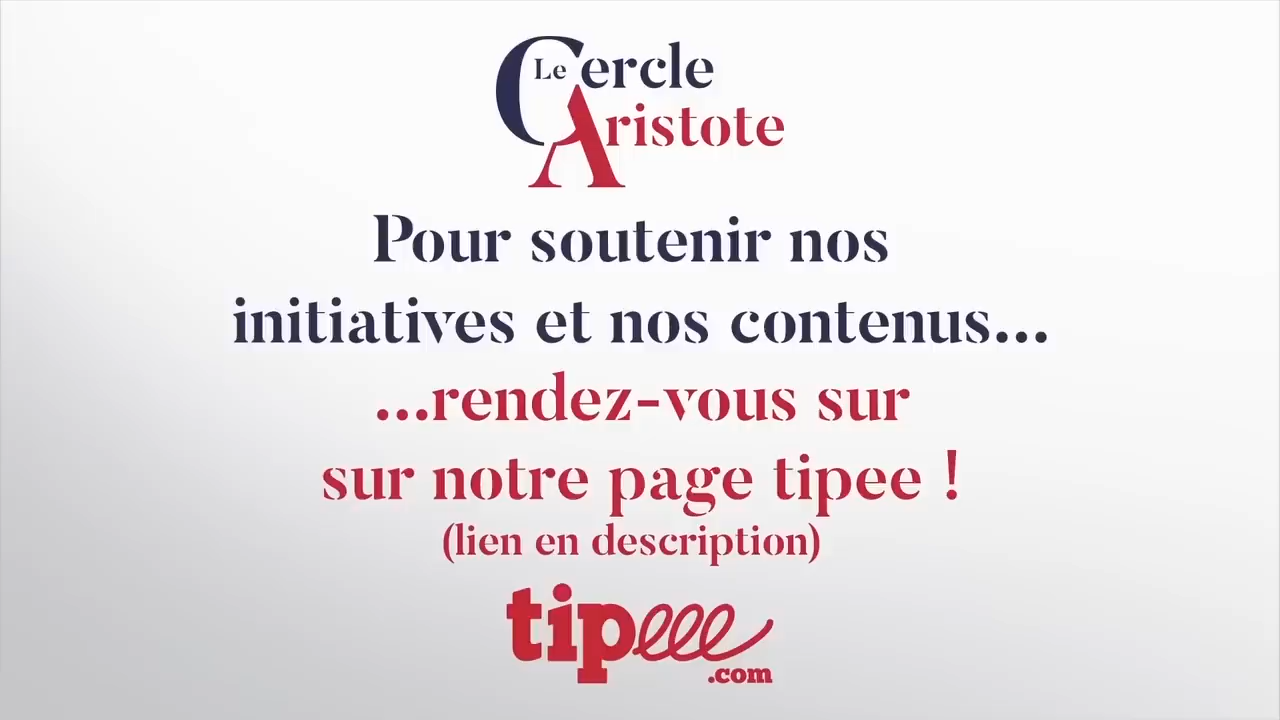 Le Cercle
Aristote
Pour soutenir nos
initiatives et nos contenus...
...rendez-vous sur
sur notre page tipee !
(lien en description)
tipeee
.com